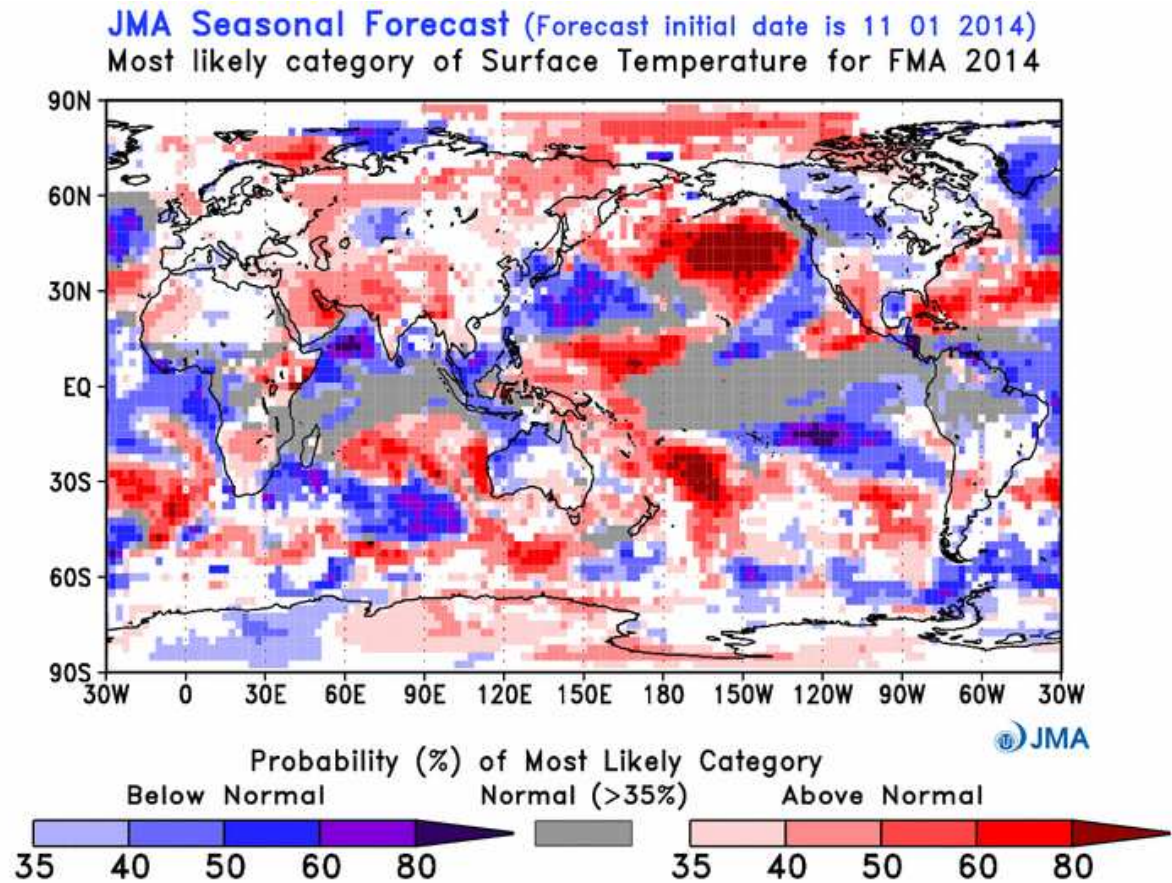 JMA Seasonal Forecast (Forecast initial date is 11 01 2014)
Most likely category of Surface Temperature for FMA 2014
90N
60N
30N
EQ
30S
60S
90S
30W 0 30E 60E 90E 120E 150E 180 150W 120W 90W 60W 30W
JMA
Probability (%) of Most Likely Category
Below Normal Normal (>35%) Above Normal
35 40 50 60 80 35 40 50 60 80